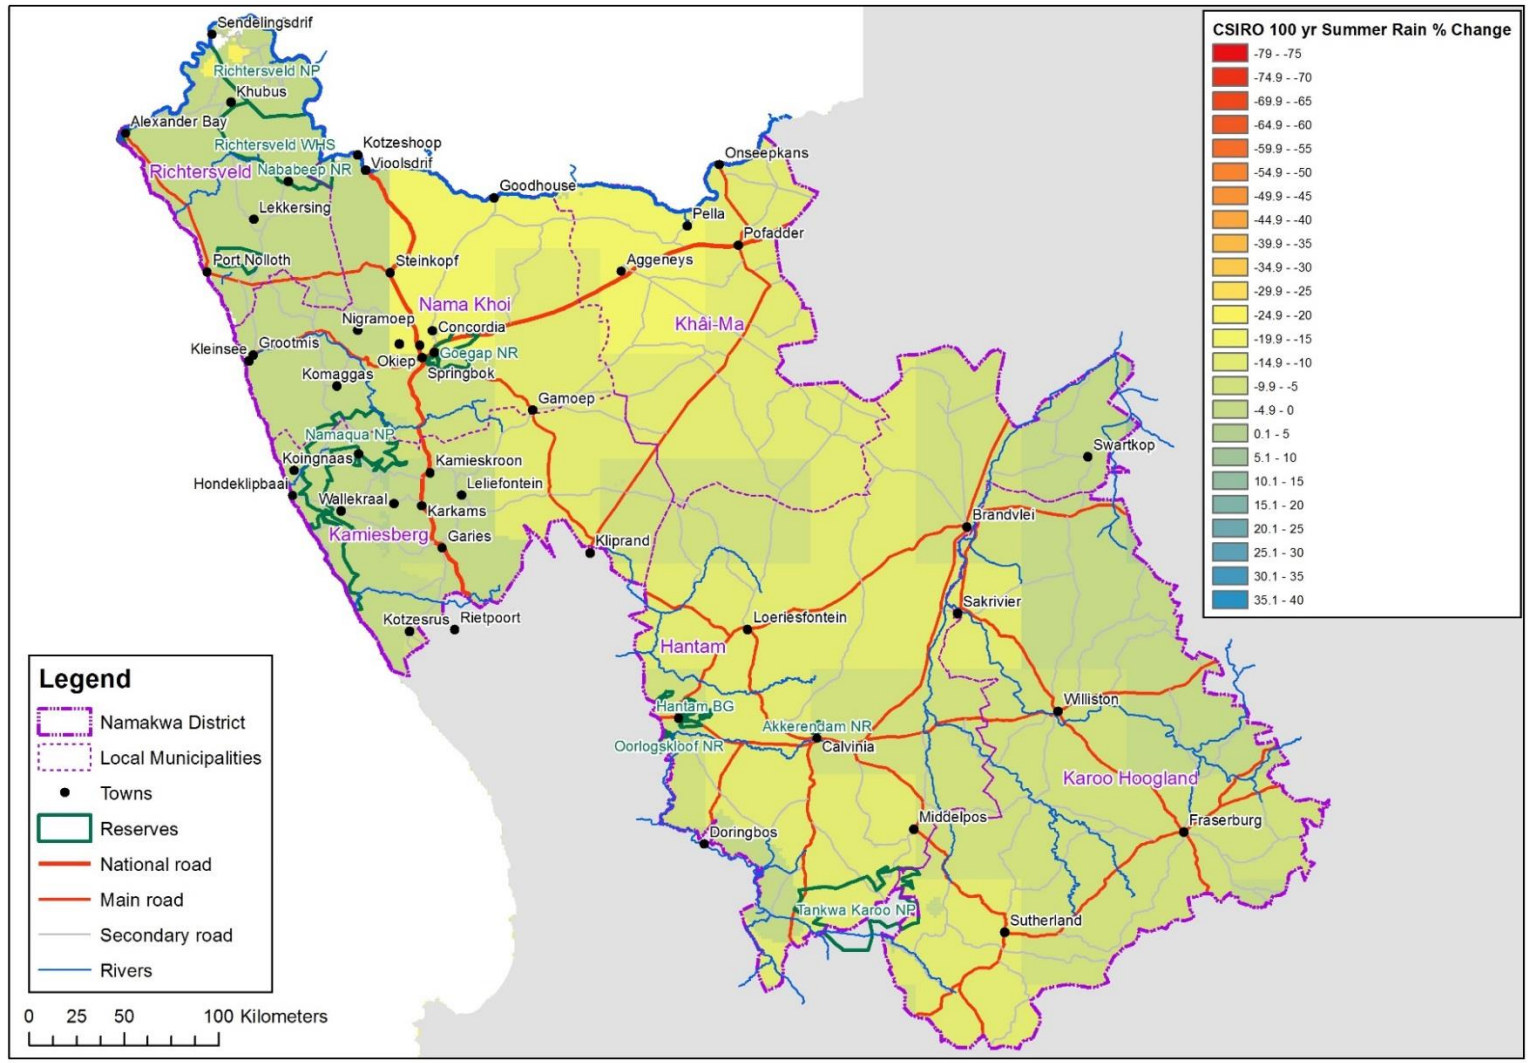 Sendelingsdrif
Richtersveld NP
Khubus
Alexander Bay
Richtersveld WHS
Kotzeshoop
Vioolsdrif
Richtersveld
Nababeep NR
Lekkersing
Goodhouse
Onseepkans
Pella
Pofadder
Port Nolloth
Steinkopf
Aggeneys
Nama Khoi
Khâi-Ma
Nigramoep
Concordia
Kleinsee
Grootmis
Okiep
Goegap NR
Springbok
Komaggas
Gamoep
Namaqua NP
Koingnaas
Kamieskroon
Swartkop
Hondeklipbaai
Wallekraal
Leliefontein
Karkams
Kamiesberg
Garies
Kliprand
Brandvlei
Kotzesrus
Rietpoort
Loeriesfontein
Sakrivier
Hantam
Hantam BG
Oorlogskloof NR
Akkerendam NR
Calvinia
Williston
Karoo Hoogland
Middelpos
Fraserburg
Doringbos
Tankwa Karoo NP
Sutherland
CSIRO 100 yr Summer Rain % Change
-79 - -75
-74.9 - -70
-69.9 - -65
-64.9 - -60
-59.9 - -55
-54.9 - -50
-49.9 - -45
-44.9 - -40
-39.9 - -35
-34.9 - -30
-29.9 - -25
-24.9 - -20
-19.9 - -15
-14.9 - -10
-9.9 - -5
-4.9 - 0
0.1 - 5
5.1 - 10
10.1 - 15
15.1 - 20
20.1 - 25
25.1 - 30
30.1 - 35
35.1 - 40
Legend
Namakwa District
Local Municipalities
Towns
Reserves
National road
Main road
Secondary road
Rivers
0 25 50 100 Kilometers